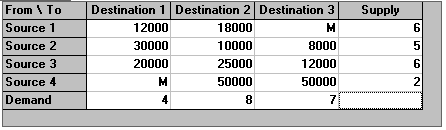 From \ To Destination 1 Destination 2 Destination 3 Supply
Source 1 12000 18000 M 6
Source 2 30000 10000 8000 5
Source 3 20000 25000 12000 6
Source 4 M 50000 50000 2
Demand 4 8 7